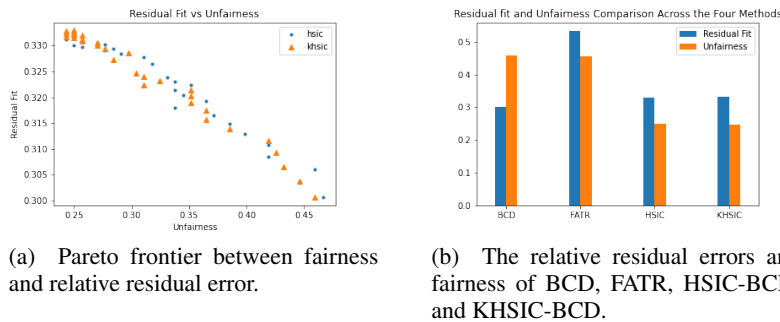 Residual Fit vs Unfairness
hsic
khsic
0.330
0.325
0.320
0.315
0.310
0.305
0.300
Residual Fit
0.25
0.30
0.35
0.40
0.45
Unfairness
(a) Pareto frontier between fairness
and relative residual error.
Residual fit and Unfairness Comparison Across the Four Methods
Residual Fit
Unfairness
0.5
0.4
0.3
0.2
0.1
0.0
BCD
FATR
HSIC
KHSIC
(b) The relative residual errors
fairness of BCD, FATR,
and KHSIC-BCD.